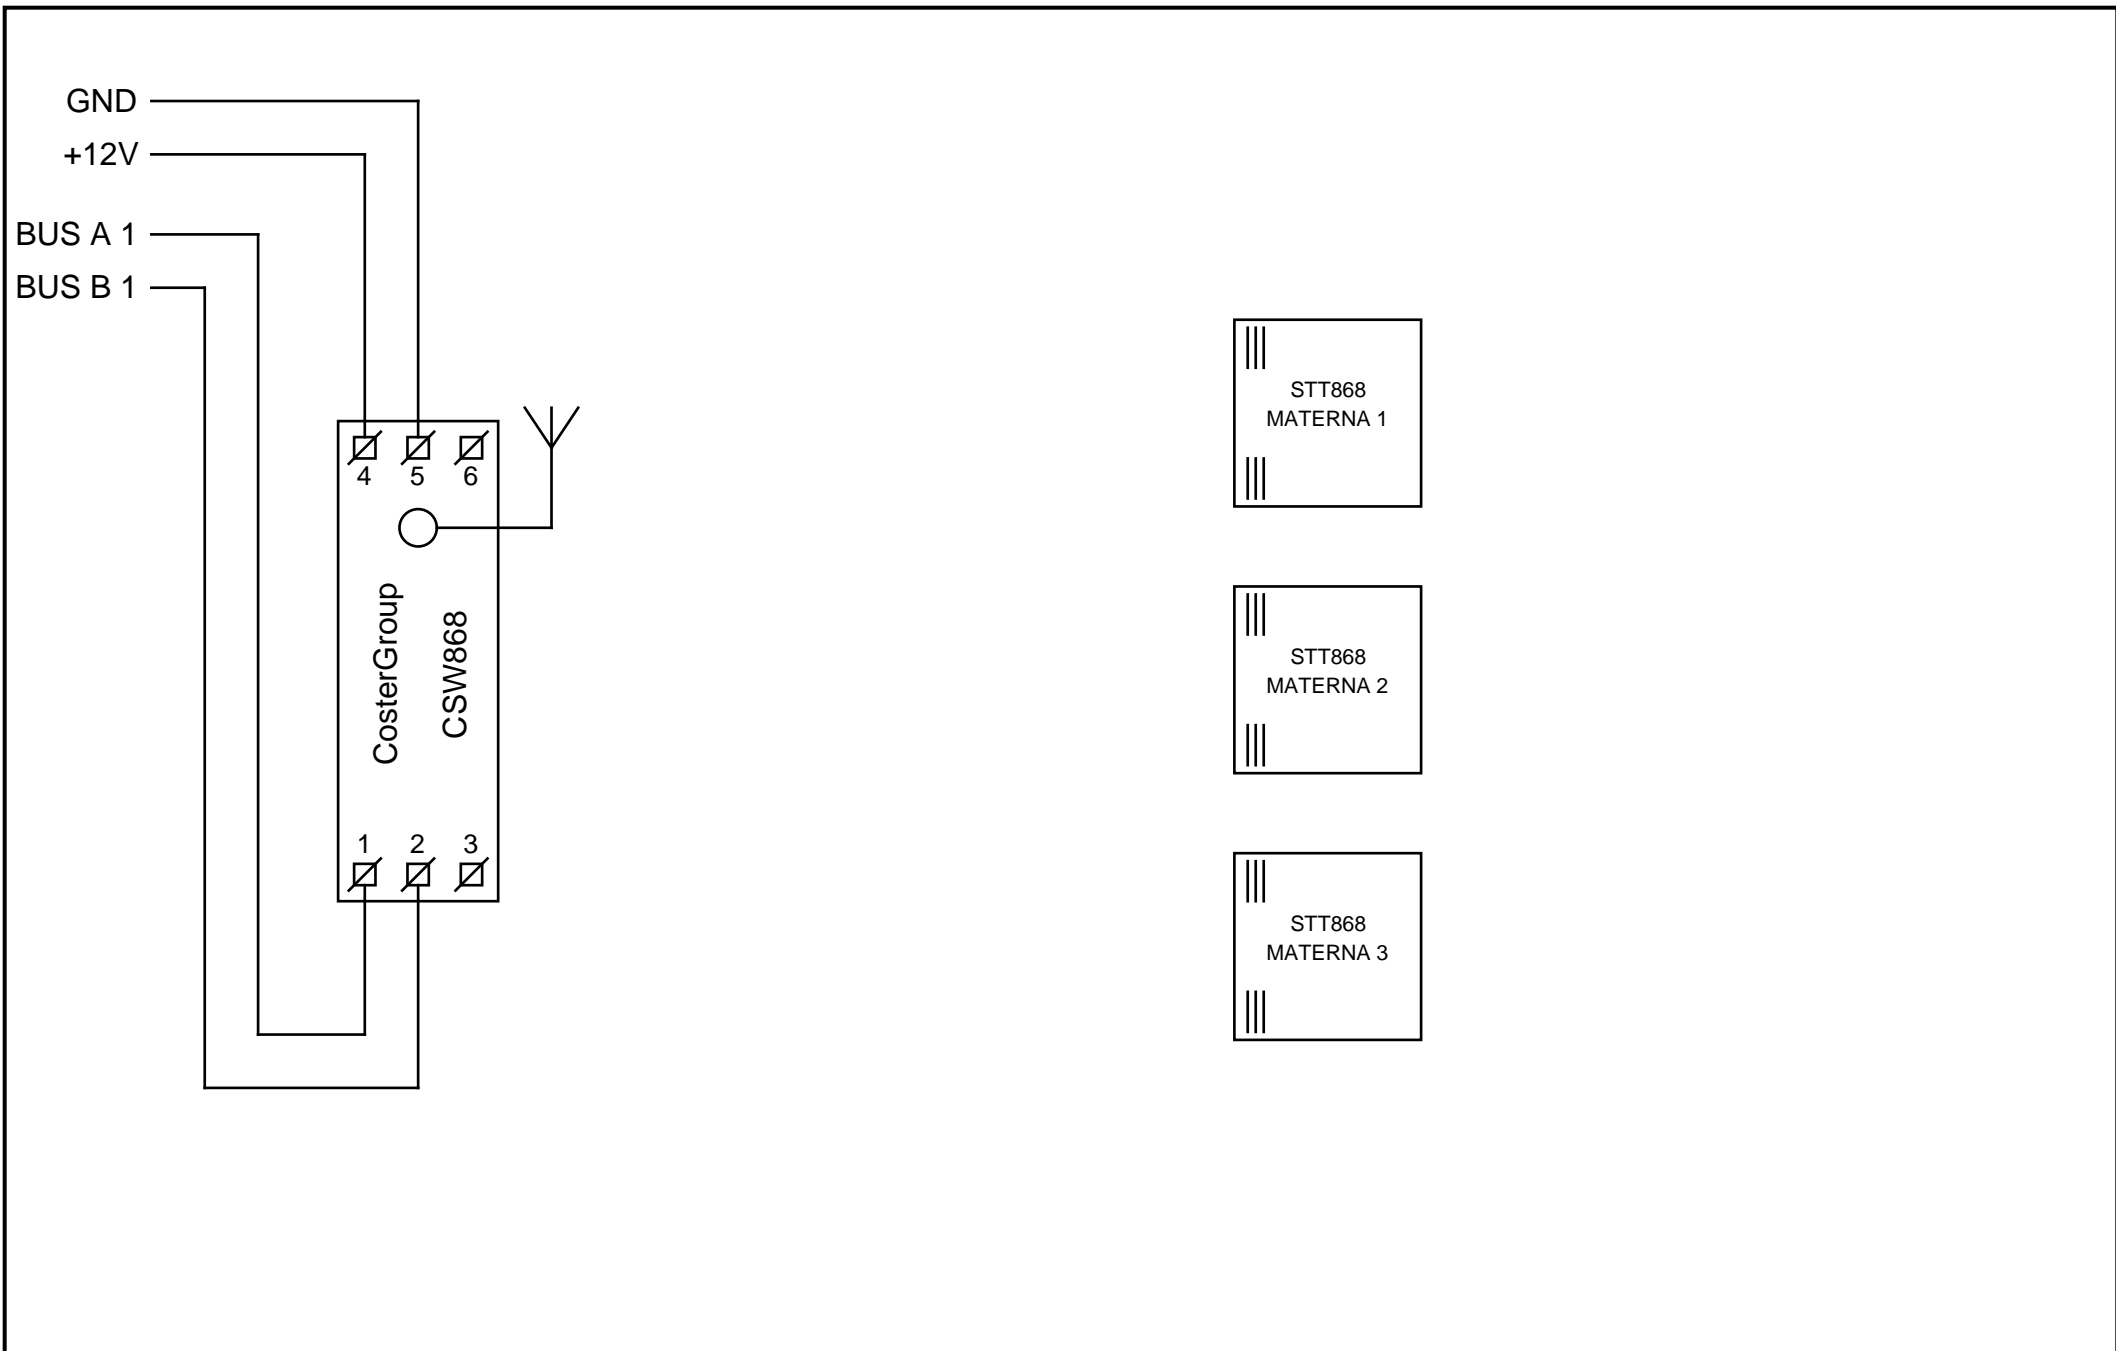 GND
+12V
BUS A 1
BUS B 1
4 5 6
CosterGroup
CSW868
1 2 3
STT868
MATERNA 1
STT868
MATERNA 2
STT868
MATERNA 3